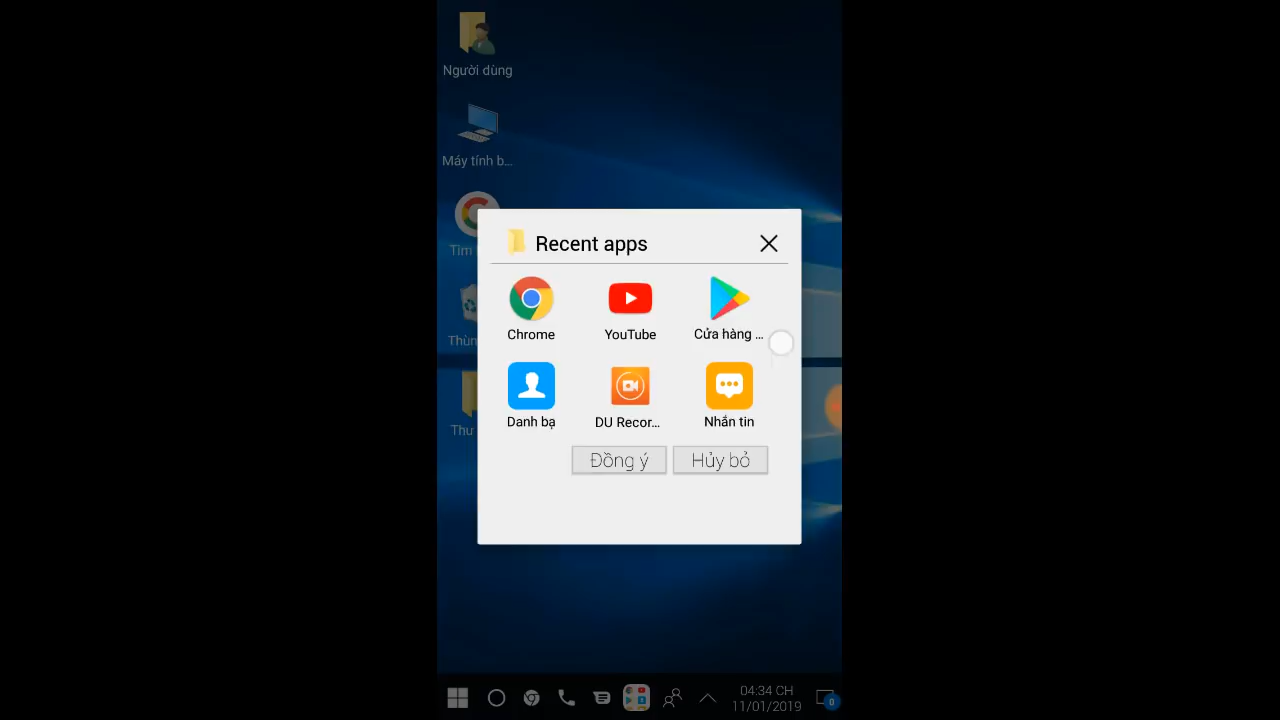 Người dùng
Máy tính b...
Tìm
Thùn
Thư
Recent apps
Chrome
YouTube
Cửa hàng ...
Danh bạ
DU Recor...
Nhắn tin
Đồng ý
Hủy bỏ
04:34 CH
11/01/2019
0